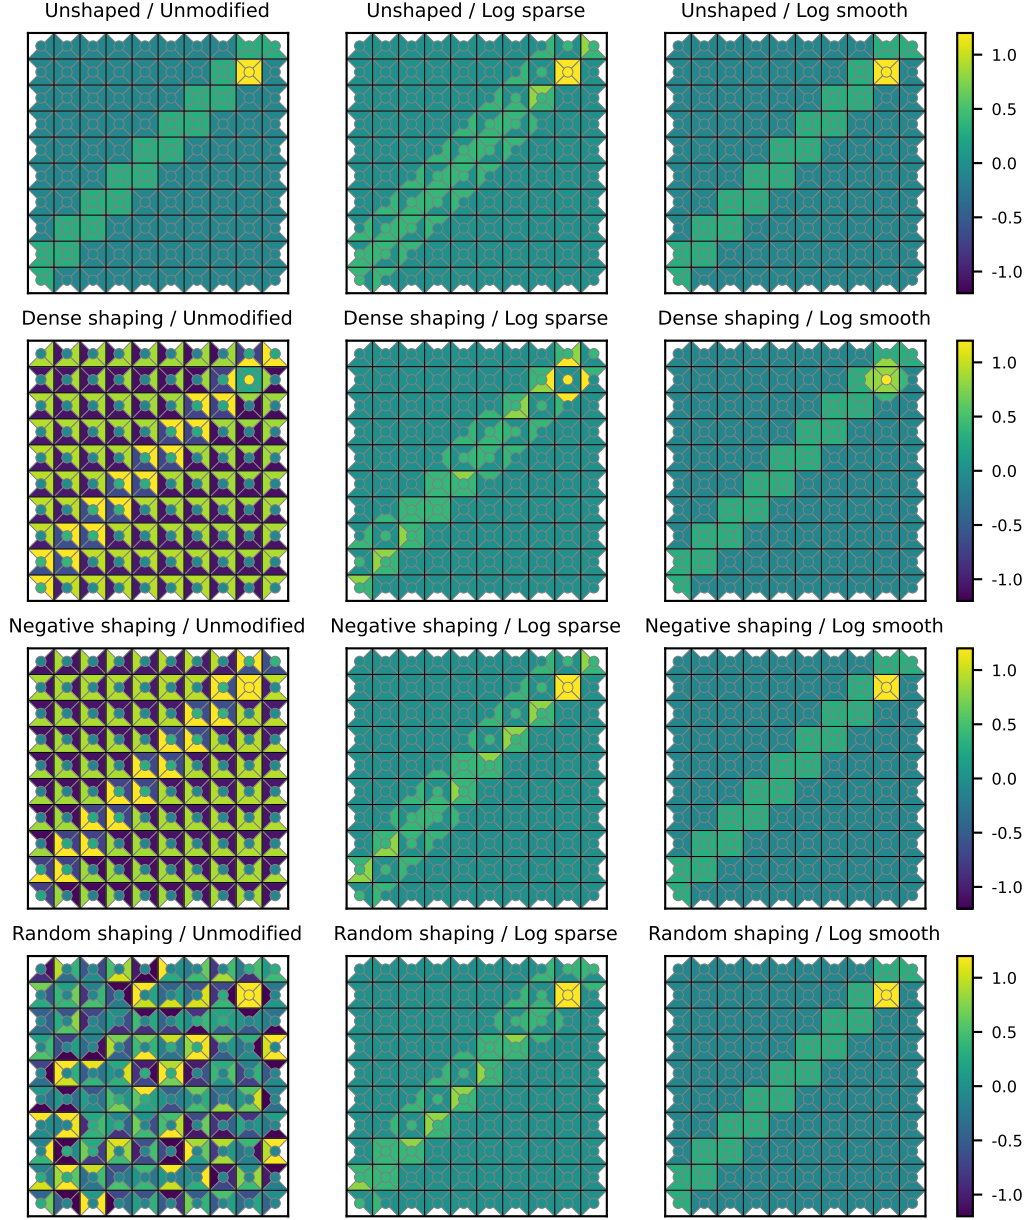 Unshaped / Unmodified
Unshaped / Log sparse
Unshaped / Log smooth
1.0
0.5
0.0
-0.5
-1.0
Dense shaping / Unmodified
Dense shaping / Log sparse
Dense shaping / Log smooth
1.0
0.5
0.0
-0.5
-1.0
Negative shaping / Unmodified
Negative shaping / Log sparse
Negative shaping / Log smooth
1.0
0.5
0.0
-0.5
-1.0
Random shaping / Unmodified
Random shaping / Log sparse
Random shaping / Log smooth
1.0
0.5
0.0
-0.5
-1.0